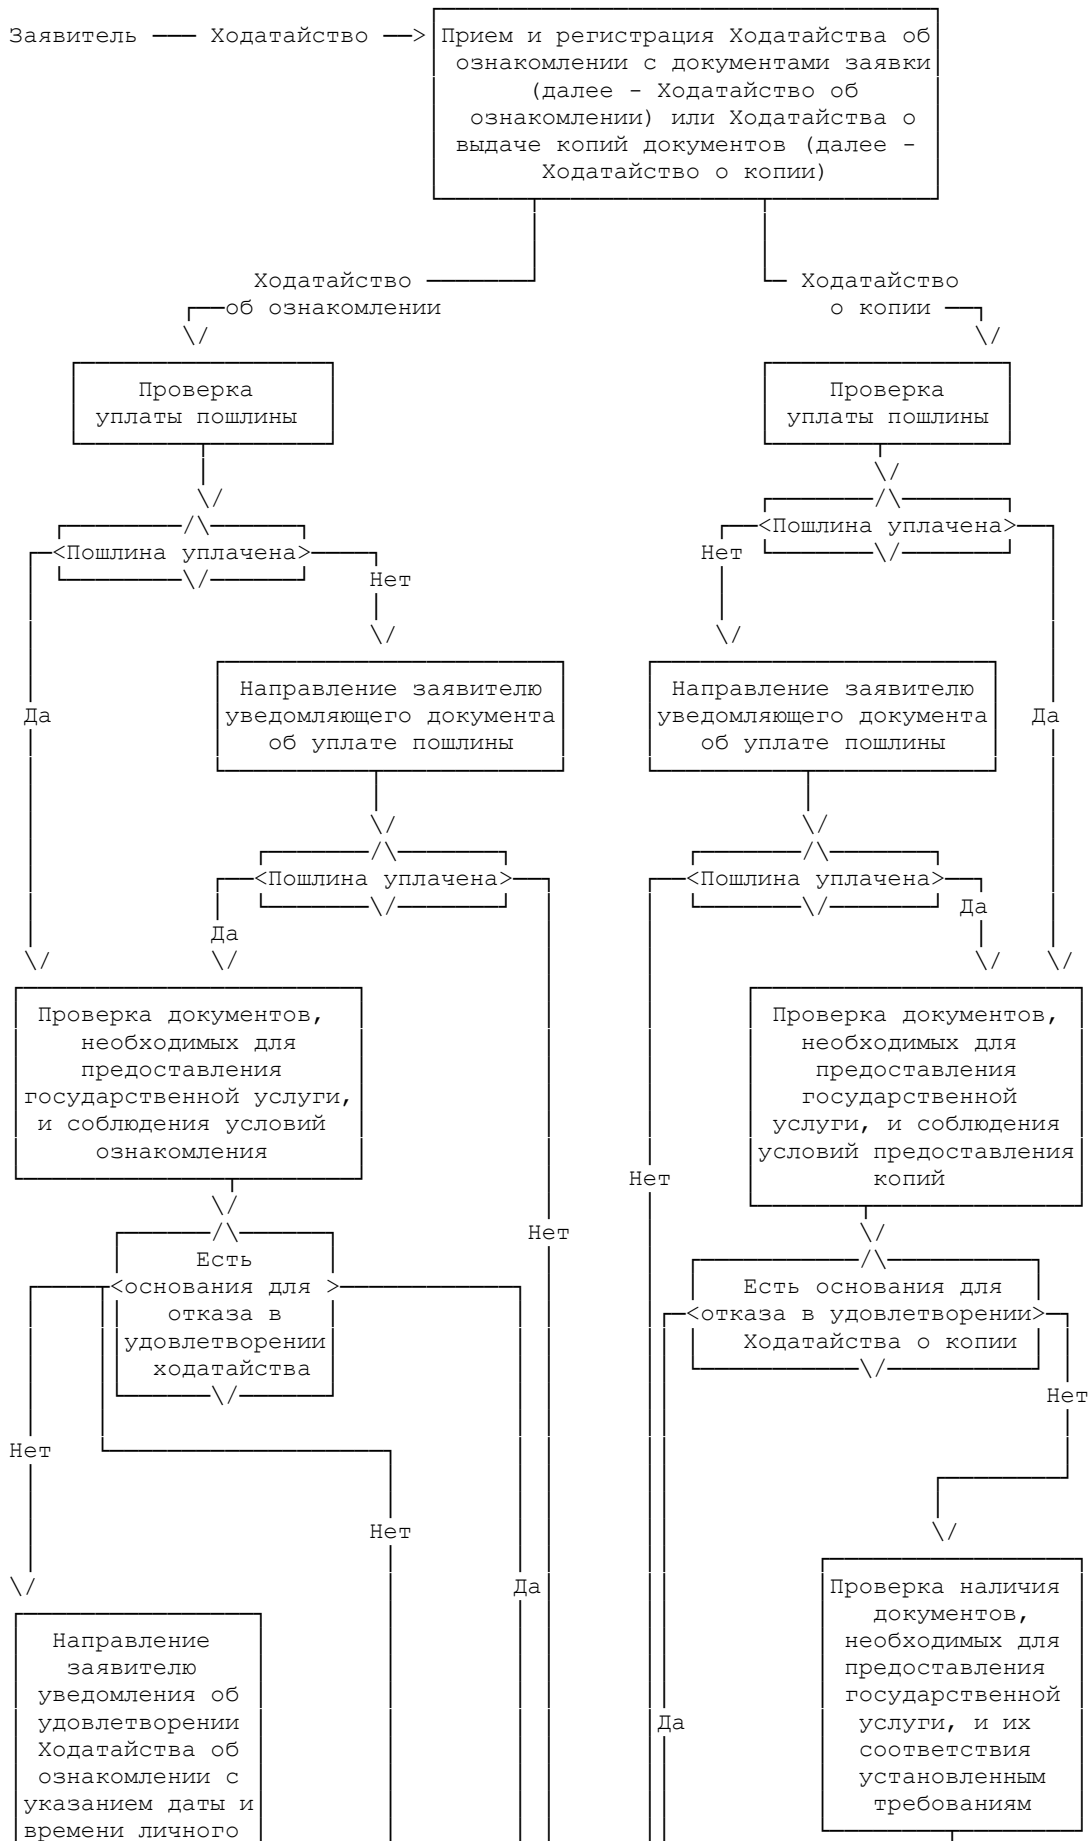 Заявитель ─── Ходатайство ──>
Прием и регистрация Ходатайства об
ознакомлении с документами заявки
(далее - Ходатайство об
ознакомлении) или Ходатайства о
выдаче копий документов (далее -
Ходатайство о копии)
Ходатайство
об ознакомлении
Ходатайство
о копии
Проверка
уплаты пошлины
Проверка
уплаты пошлины
<Пошлина уплачена>
Нет
<Пошлина уплачена>
Нет
Да
Направление заявителю
уведомляющего документа
об уплате пошлины
Направление заявителю
уведомляющего документа
об уплате пошлины
Да
<Пошлина уплачена>
Да
<Пошлина уплачена>
Да
Проверка документов,
необходимых для
предоставления
государственной услуги,
и соблюдения условий
ознакомления
Проверка документов,
необходимых для
предоставления
государственной
услуги, и соблюдения
условий предоставления
копий
Нет
Нет
Есть
<основания для >
отказа в
удовлетворении
ходатайства
Есть основания для
<отказа в удовлетворении>
Ходатайства о копии
Нет
Нет
Нет
Да
Направление
заявителю
уведомления об
удовлетворении
Ходатайства об
ознакомлении с
указанием даты и
времени личного
Да
Проверка наличия
документов,
необходимых для
предоставления
государственной
услуги, и их
соответствия
установленным
требованиям